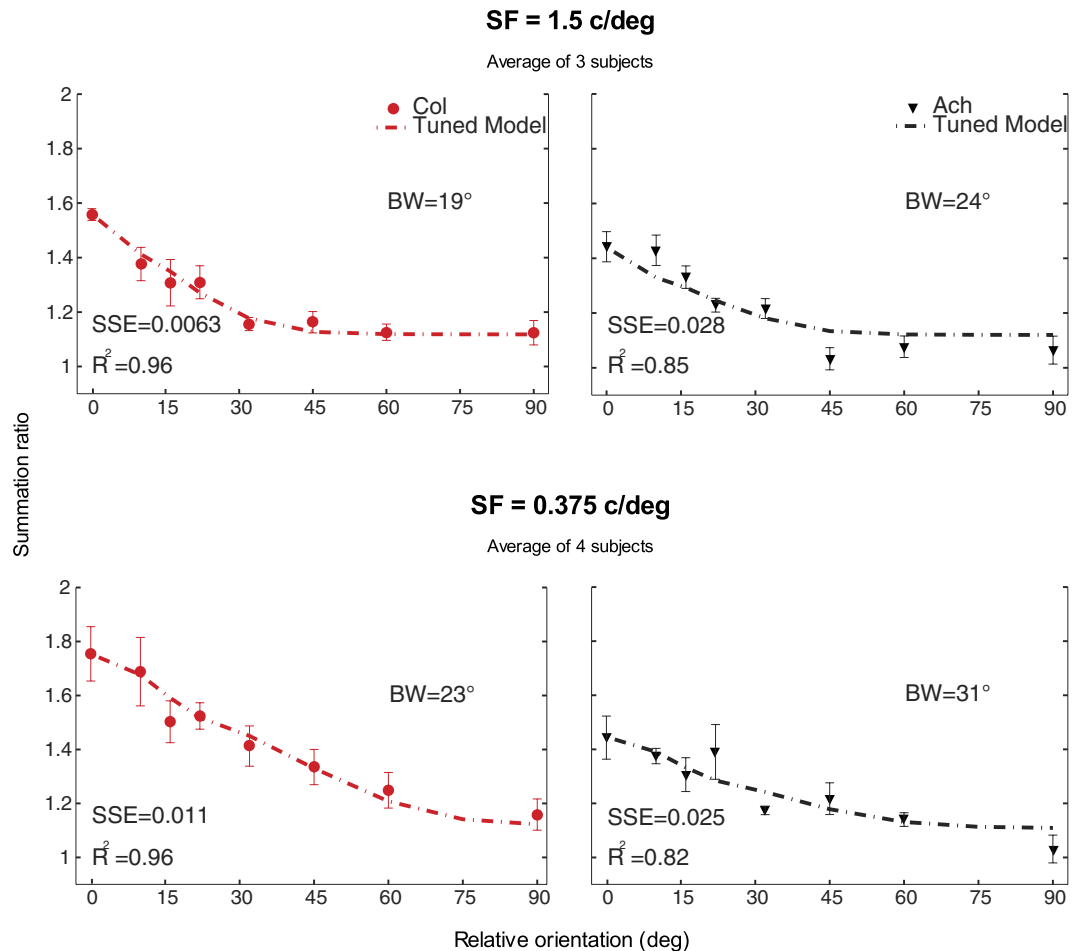 SF = 1.5 c/deg
Average of 3 subjects
2
1.8
1.6
1.4
1.2
1
Col
Tuned Model
BW=19°
SSE=0.0063
R²=0.96
0 15 30 45 60 75 90
Ach
Tuned Model
BW=24°
SSE=0.028
R²=0.85
0 15 30 45 60 75 90
Summation ratio
SF = 0.375 c/deg
Average of 4 subjects
2
1.8
1.6
1.4
1.2
1
BW=23°
SSE=0.011
R²=0.96
0 15 30 45 60 75 90
BW=31°
SSE=0.025
R²=0.82
0 15 30 45 60 75 90
Relative orientation (deg)